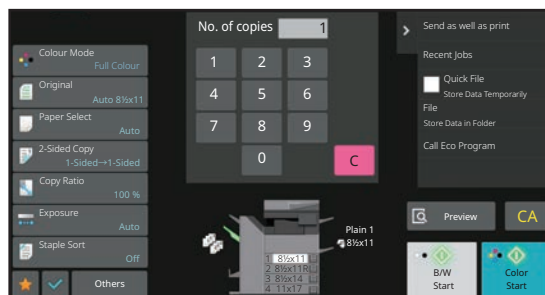 No. of copies 1
Colour Mode
Full Colour
Original
Auto 8½x11
Paper Select
Auto
2-Sided Copy
1-Sided→1-Sided
Copy Ratio
100 %
Exposure
Auto
Staple Sort
Off
Others
1 2 3
4 5 6
7 8 9
0 C
Plain 1
8½x11
1 8½x11
2 8½x11R
3 8½x14
4 11x17
Send as well as print
Recent Jobs
Quick File
Store Data Temporarily
File
Store Data in Folder
Call Eco Program
Preview CA
B/W
Start
Color
Start